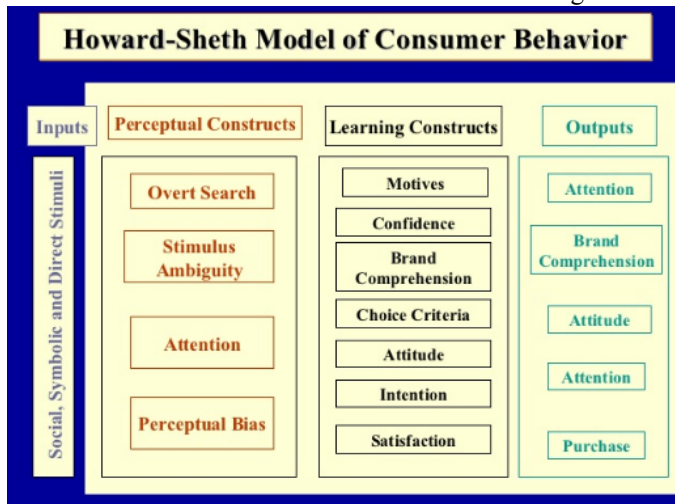 Howard-Sheth Model of Consumer Behavior
Inputs
Perceptual Constructs
Learning Constructs
Outputs
Social, Symbolic and Direct Stimuli
Overt Search
Stimulus
Ambiguity
Attention
Perceptual Bias
Motives
Confidence
Brand
Comprehension
Choice Criteria
Attitude
Intention
Satisfaction
Attention
Brand
Comprehension
Attitude
Attention
Purchase